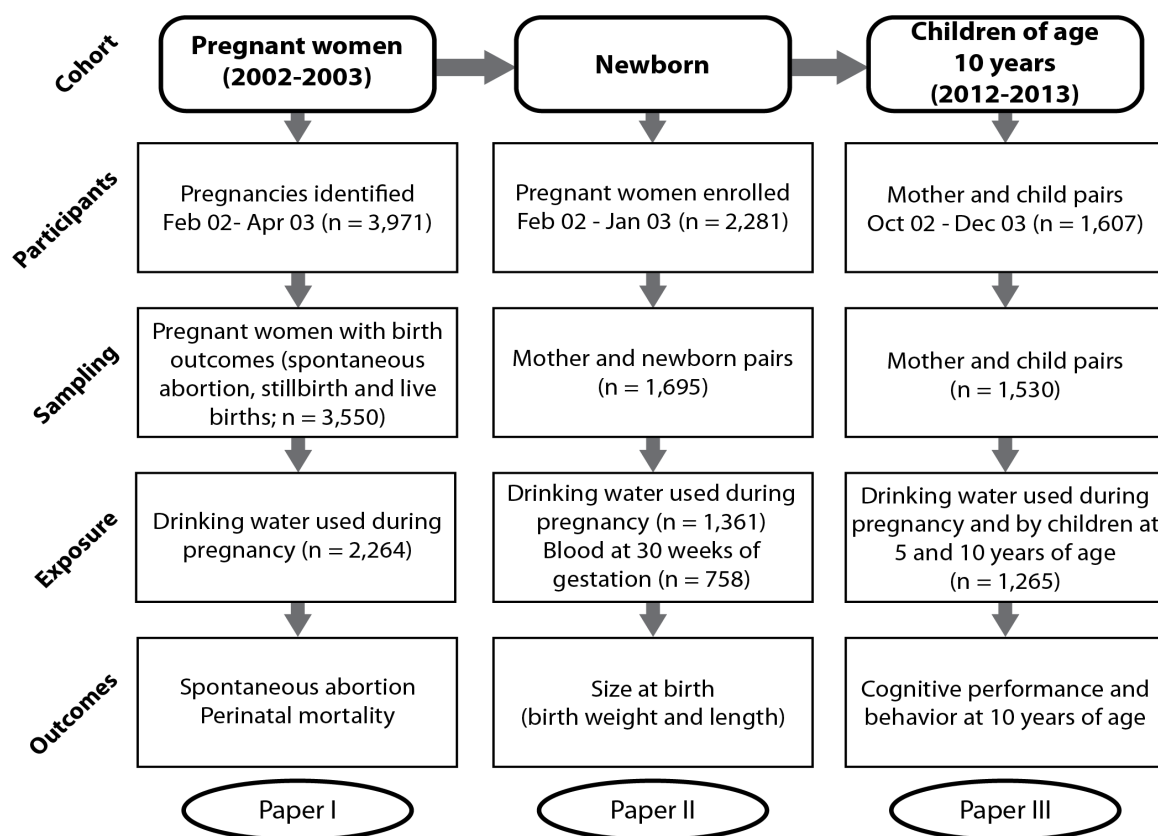 Cohort
Pregnant women
(2002-2003)
Newborn
Children of age
10 years
(2012-2013)
Participants
Pregnancies identified
Feb 02- Apr 03 (n = 3,971)
Pregnant women enrolled
Feb 02 - Jan 03 (n = 2,281)
Mother and child pairs
Oct 02 - Dec 03 (n = 1,607)
Sampling
Pregnant women with birth
outcomes (spontaneous
abortion, stillbirth and live
births; n = 3,550)
Mother and newborn pairs
(n = 1,695)
Mother and child pairs
(n = 1,530)
Exposure
Drinking water used during
pregnancy (n = 2,264)
Drinking water used during
pregnancy (n = 1,361)
Blood at 30 weeks of
gestation (n = 758)
Drinking water used during
pregnancy and by children at
5 and 10 years of age
(n = 1,265)
Outcomes
Spontaneous abortion
Perinatal mortality
Size at birth
(birth weight and length)
Cognitive performance and
behavior at 10 years of age
Paper I
Paper II
Paper III